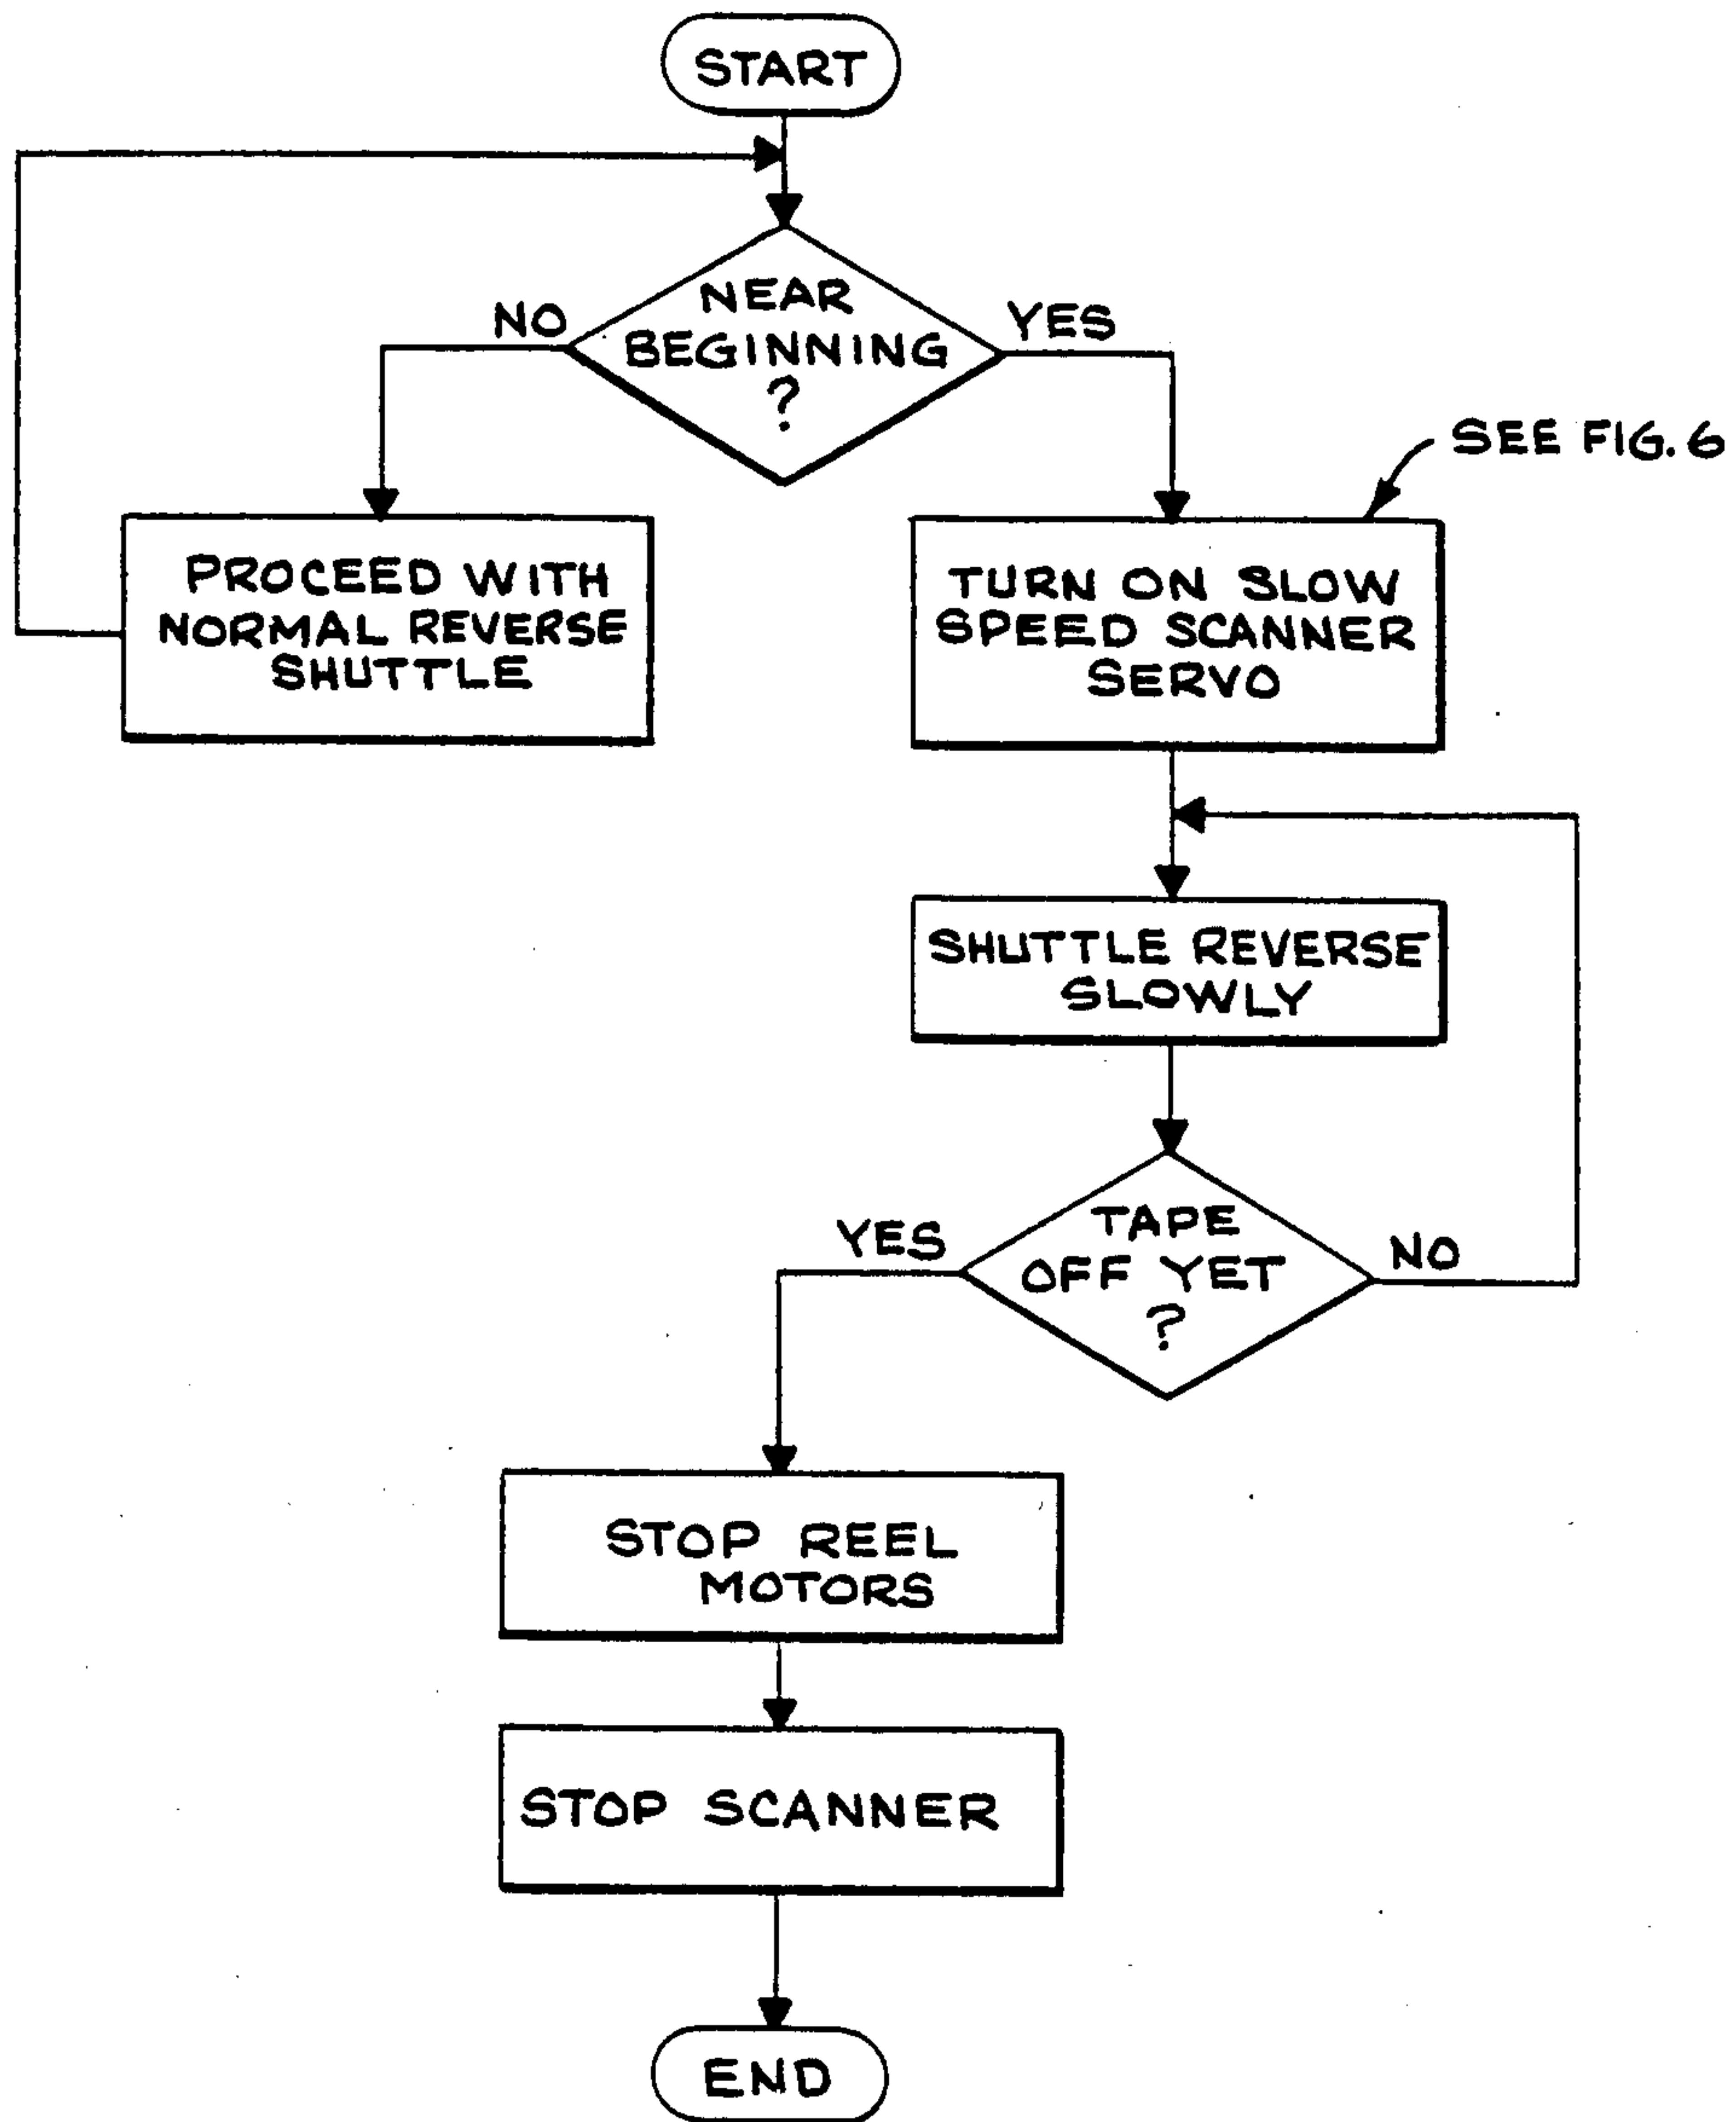 START
NEAR
BEGINNING
?
NO
YES
SEE FIG. 6
PROCEED WITH
NORMAL REVERSE
SHUTTLE
TURN ON SLOW
SPEED SCANNER
SERVO
SHUTTLE REVERSE
SLOWLY
TAPE
OFF YET
?
YES
NO
STOP REEL
MOTORS
STOP SCANNER
END